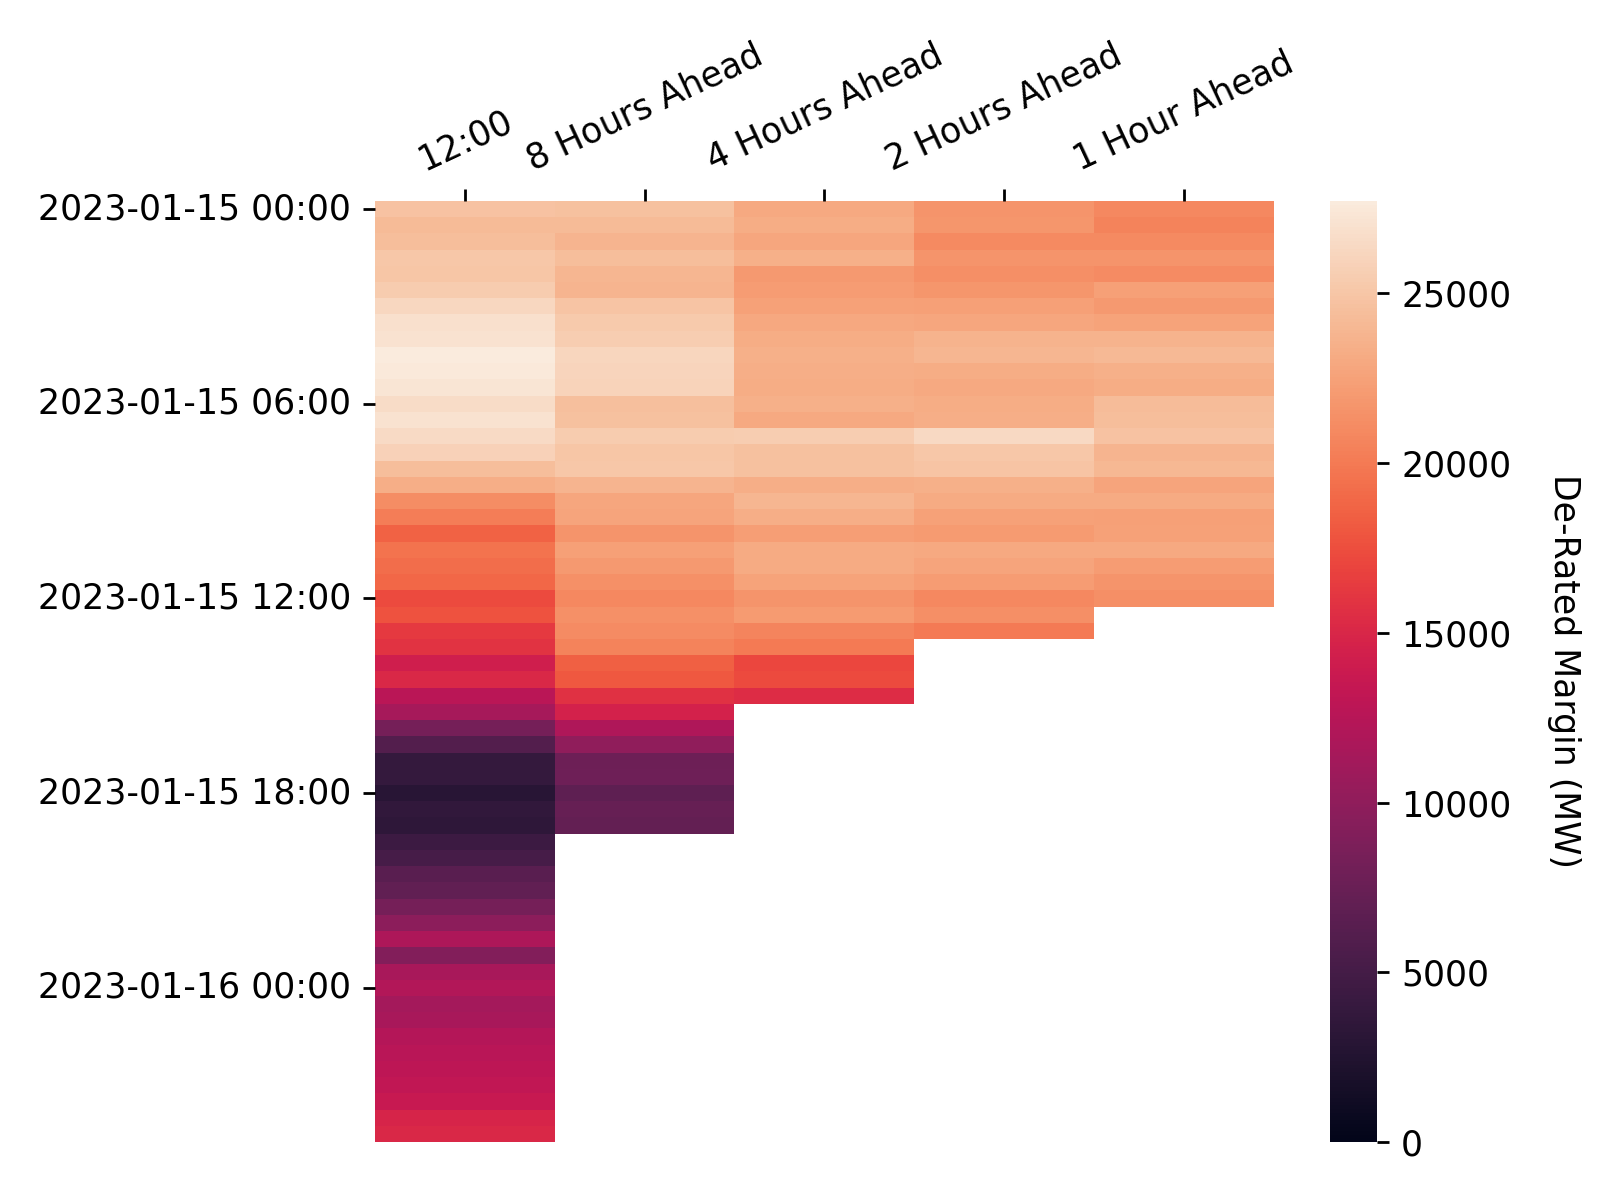 12:00
8 Hours Ahead
4 Hours Ahead
2 Hours Ahead
1 Hour Ahead
2023-01-15 00:00
2023-01-15 06:00
2023-01-15 12:00
2023-01-15 18:00
2023-01-16 00:00
25000
20000
15000
10000
5000
0
De-Rated Margin (MW)